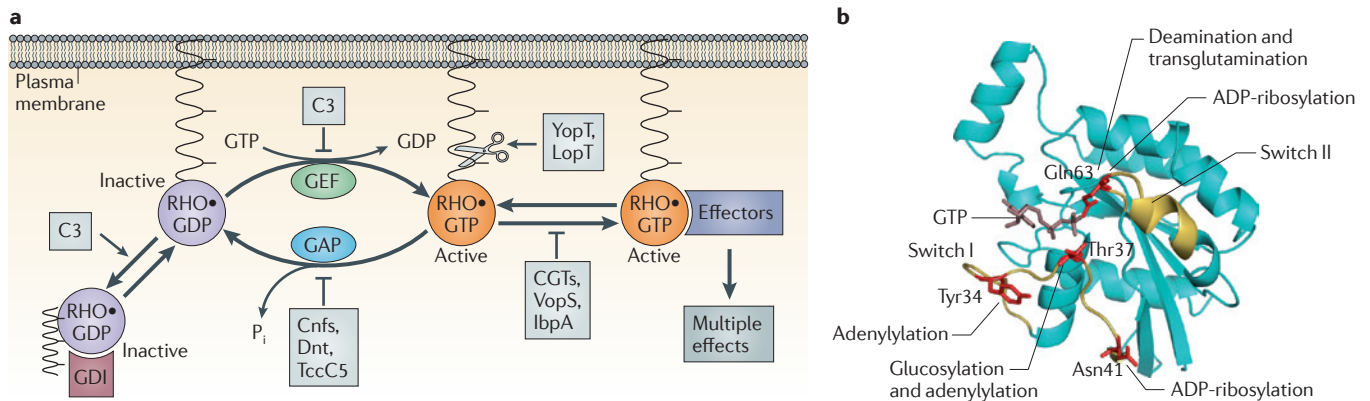 a
Plasma
membrane
C3
GTP
GDP
GEF
YopT,
LopT
Inactive
RHO•
GDP
RHO•
GTP
Active
RHO•
GTP
Active
Effectors
C3
GAP
Pi
Cnfs,
Dnt,
TccC5
CGTs,
VopS,
IbpA
Multiple
effects
RHO•
GDP
Inactive
GDI
b
Deamination and
transglutamination
ADP-ribosylation
Switch II
Gln63
GTP
Switch I
Thr37
Tyr34
Adenylylation
Glucosylation
and adenylylation
Asn41
ADP-ribosylation